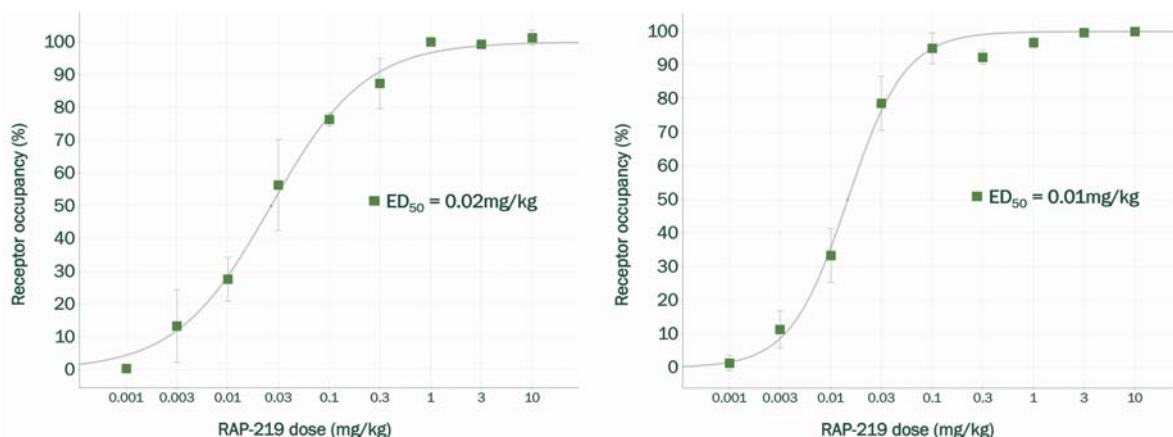 100
90
80
70
60
50
40
30
20
10
0
Receptor occupancy (%)
ED50 = 0.02mg/kg
0.001 0.003 0.01 0.03 0.1 0.3 1 3 10
RAP-219 dose (mg/kg)
100
90
80
70
60
50
40
30
20
10
0
Receptor occupancy (%)
ED50 = 0.01mg/kg
0.001 0.003 0.01 0.03 0.1 0.3 1 3 10
RAP-219 dose (mg/kg)